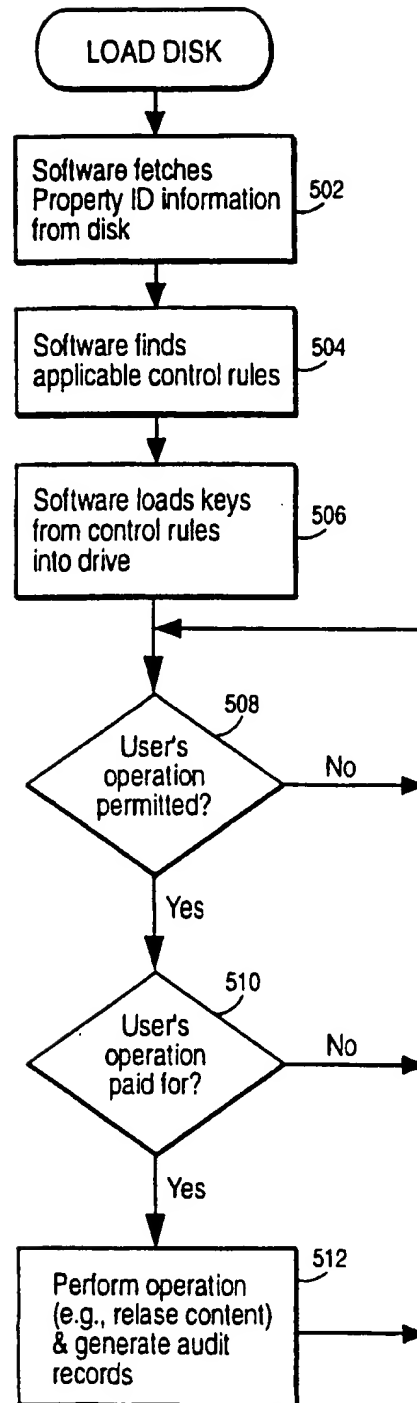 LOAD DISK
Software fetches
Property ID information
from disk
502
Software finds
applicable control rules
504
Software loads keys
from control rules
into drive
506
508
User's
operation
permitted?
No
Yes
510
User's
operation
paid for?
No
Yes
512
Perform operation
(e.g., relase content)
& generate audit
records